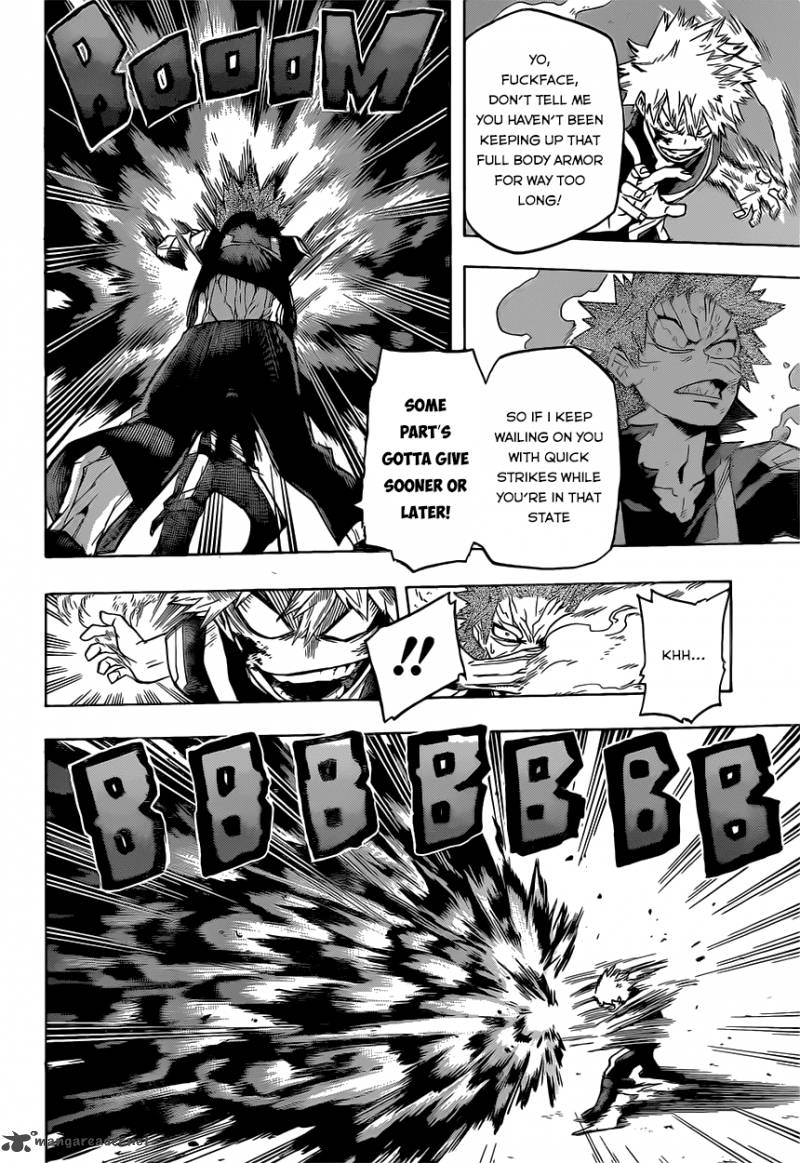 YO,
FUCKFACE,
DON'T TELL ME
YOU HAVEN'T BEEN
KEEPING UP THAT
FULL BODY ARMOR
FOR WAY TOO
LONG!
BOOOM
SO IF I KEEP
WAILING ON YOU
WITH QUICK
STRIKES WHILE
YOU'RE IN THAT
STATE
SOME
PART'S
GOTTA GIVE
SOONER OR
LATER!
KHH...
!!
BBBBBBB